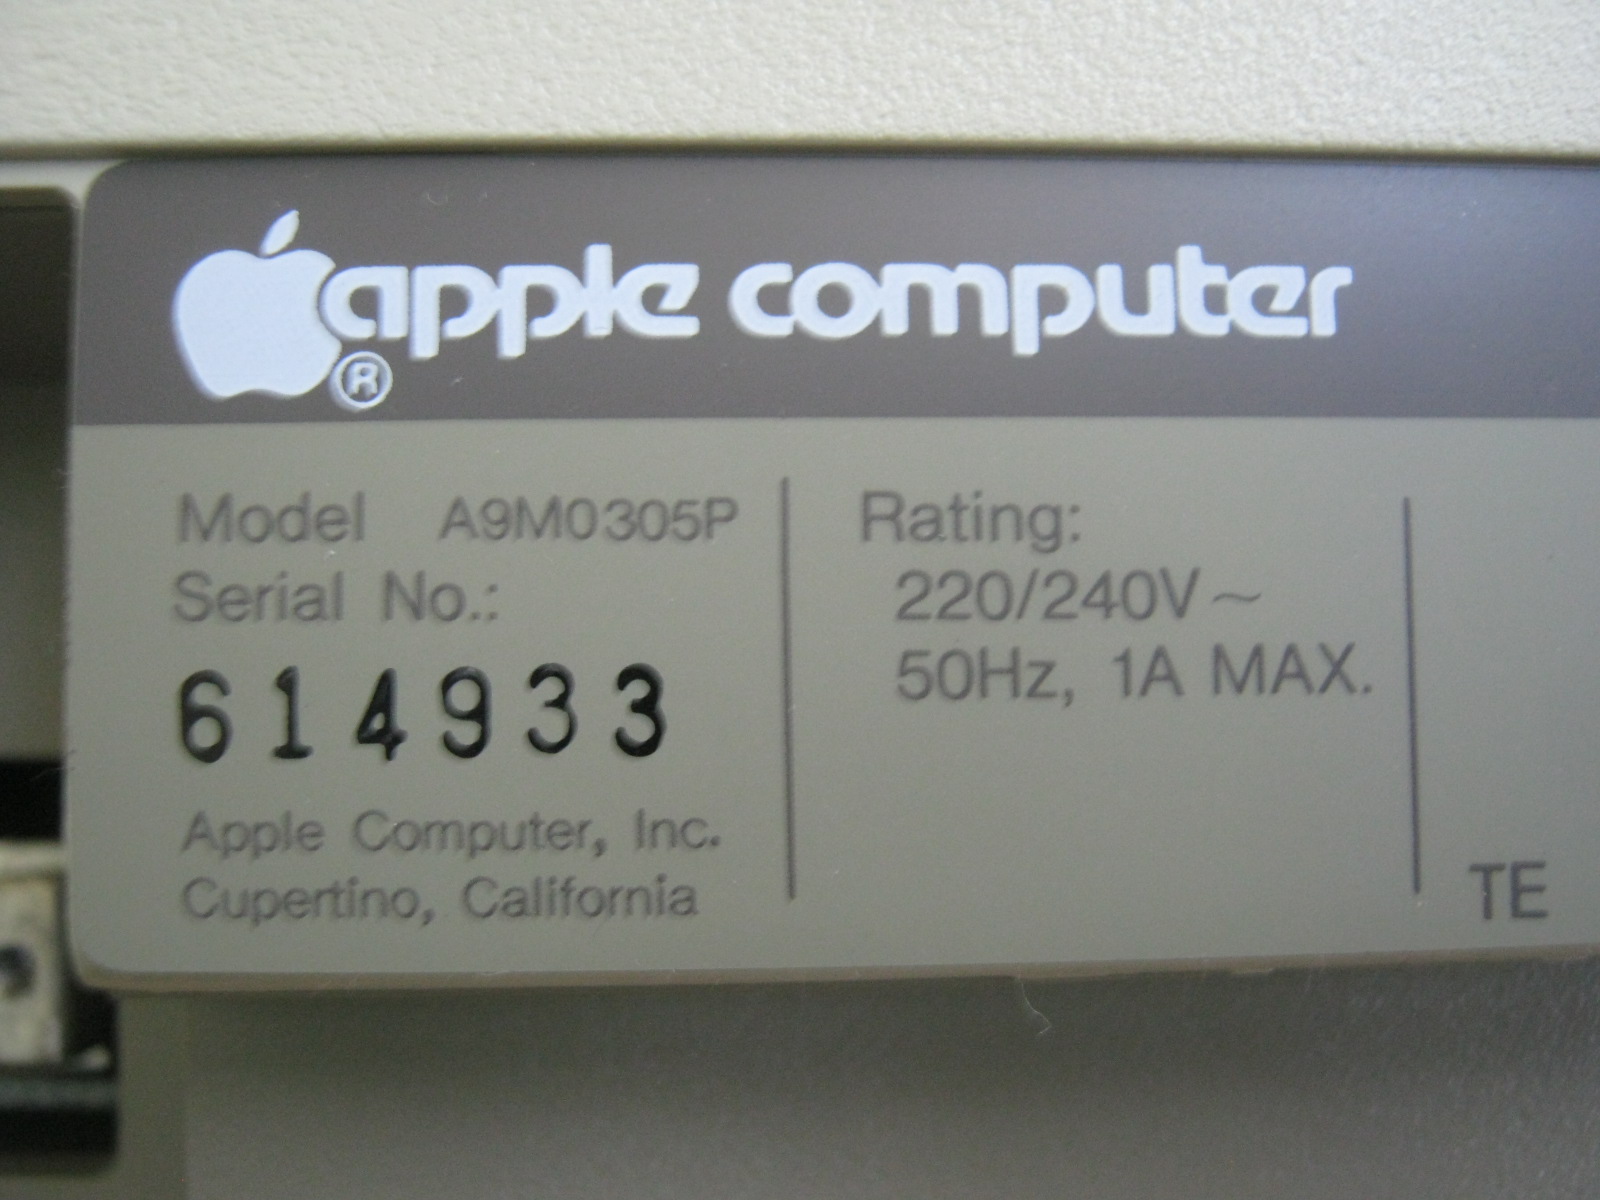 apple computer
®
Model A9M0305P
Serial No.:
614933
Apple Computer, Inc.
Cupertino, California
Rating:
220/240V~
50Hz, 1A MAX.
TE